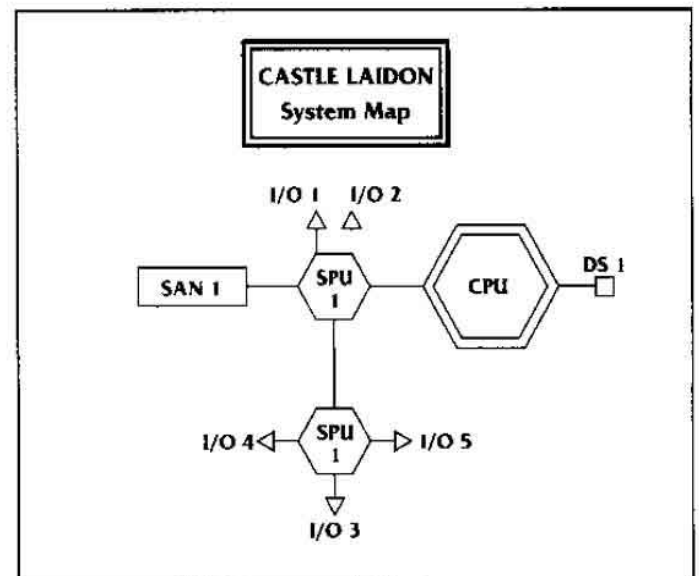 CASTLE LAIDON
System Map
I/O 1
I/O 2
SAN 1
SPU
1
CPU
DS 1
I/O 4
SPU
1
I/O 5
I/O 3